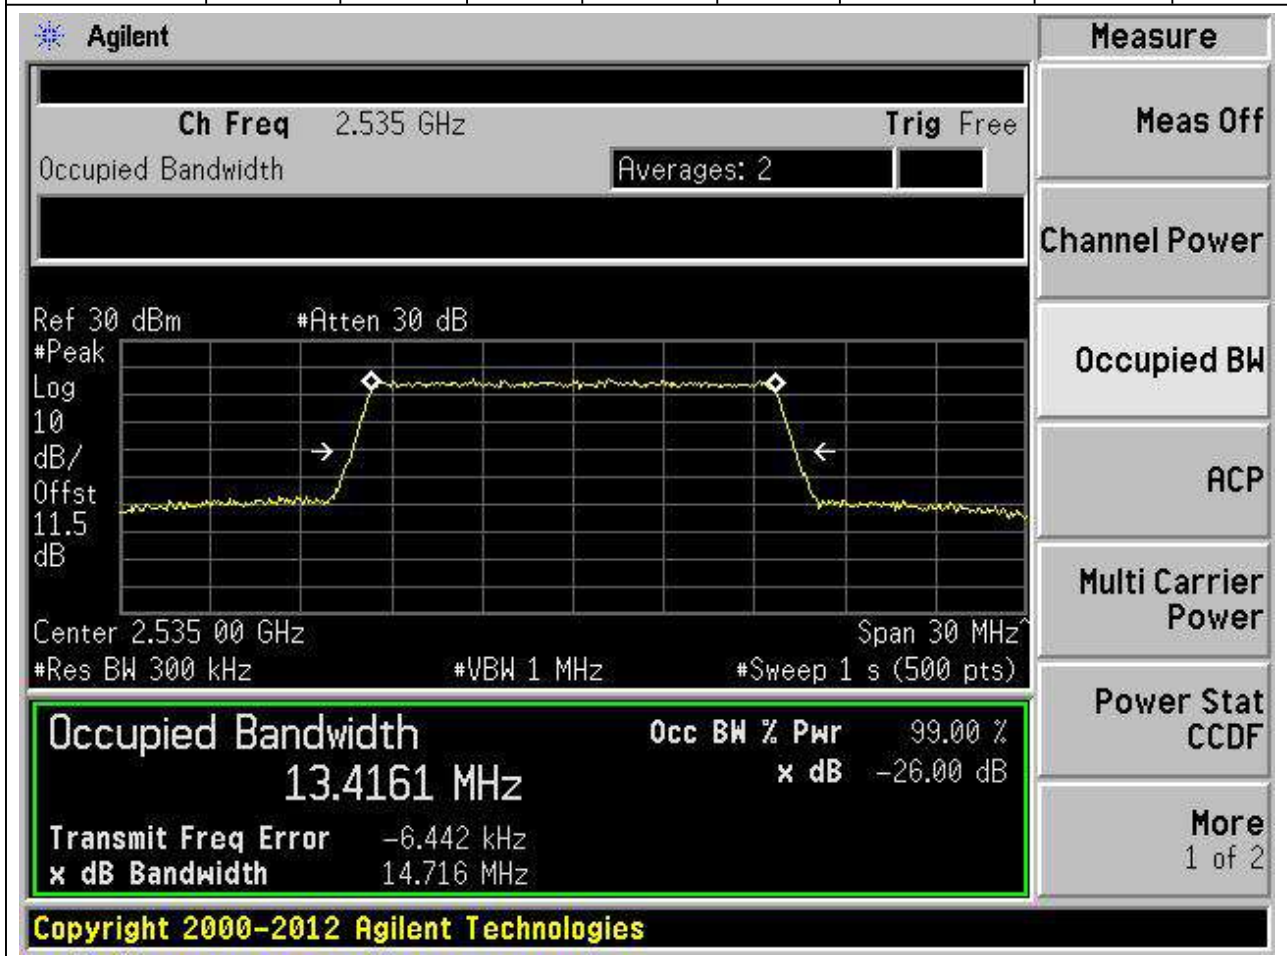 Agilent
Measure
Ch Freq 2.535 GHz Trig Free
Meas Off
Occupied Bandwidth Averages: 2
Channel Power
Ref 30 dBm #Atten 30 dB
#Peak
Log
10
dB/
Offst
11.5
dB
Occupied BW
ACP
Multi Carrier
Power
Center 2.535 00 GHz Span 30 MHz^
#Res BW 300 kHz #VBW 1 MHz #Sweep 1 s (500 pts)
Occupied Bandwidth
13.4161 MHz
Occ BW % Pwr 99.00 %
x dB -26.00 dB
Transmit Freq Error -6.442 kHz
x dB Bandwidth 14.716 MHz
Power Stat
CCDF
More
1 of 2
Copyright 2000-2012 Agilent Technologies